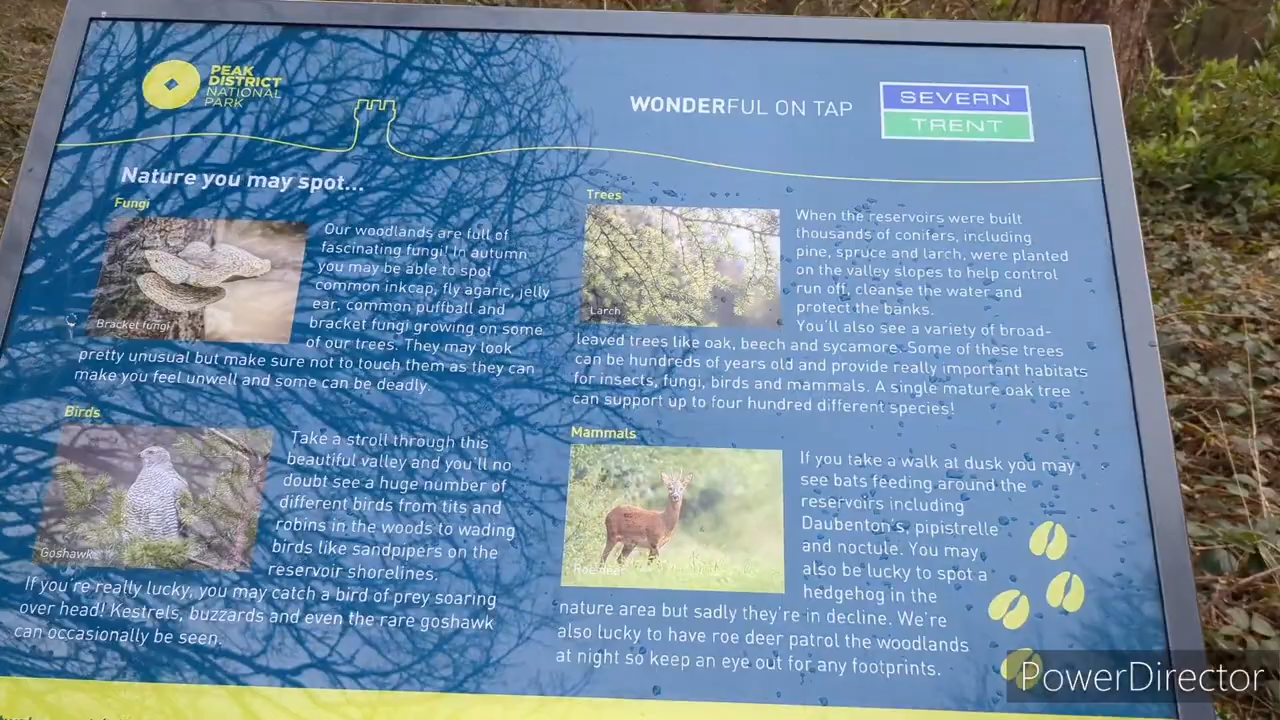 PEAK
DISTRICT
NATIONAL
PARK
WONDERFUL ON TAP
SEVERN
TRENT
Nature you may spot...
Fungi
Bracket fungi
Our woodlands are full of
fascinating fungi! In autumn
you may be able to spot
common inkcap, fly agaric, jelly
ear, common puffball and
bracket fungi growing on some
of our trees. They may look
pretty unusual but make sure not to touch them as they can
make you feel unwell and some can be deadly.
Birds
Goshawk
Take a stroll through this
beautiful valley and you'll no
doubt see a huge number of
different birds from tits and
robins in the woods to wading
birds like sandpipers on the
reservoir shorelines.
If you're really lucky, you may catch a bird of prey soaring
over head! Kestrels, buzzards and even the rare goshawk
can occasionally be seen.
Trees
Larch
When the reservoirs were built
thousands of conifers, including
pine, spruce and larch, were planted
on the valley slopes to help control
run off, cleanse the water and
protect the banks.
You'll also see a variety of broad-
leaved trees like oak, beech and sycamore. Some of these trees
can be hundreds of years old and provide really important habitats
for insects, fungi, birds and mammals. A single mature oak tree
can support up to four hundred different species!
Mammals
Roe deer
If you take a walk at dusk you may
see bats feeding around the
reservoirs including
Daubenton's, pipistrelle
and noctule. You may
also be lucky to spot a
hedgehog in the
nature area but sadly they're in decline. We're
also lucky to have roe deer patrol the woodlands
at night so keep an eye out for any footprints.
PowerDirector